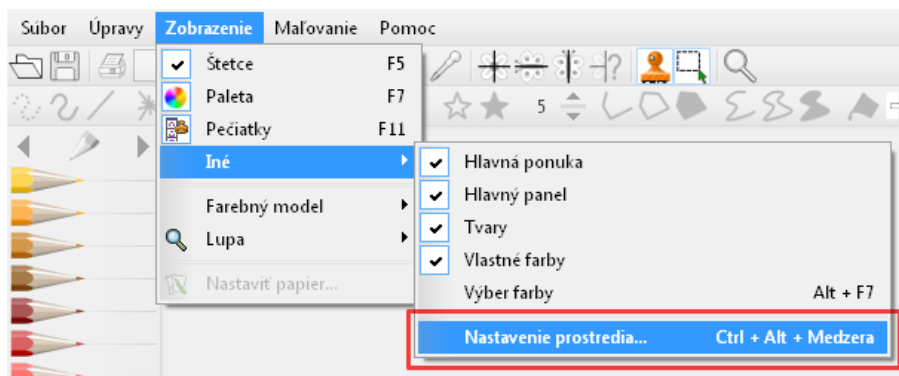 Súbor Úpravy Zobrazenie Maľovanie Pomoc
Štetce F5
Paleta F7
Pečiatky F11
Iné
Farebný model
Lupa
Nastaviť papier...
5
Hlavná ponuka
Hlavný panel
Tvary
Vlastné farby
Výber farby Alt + F7
Nastavenie prostredia... Ctrl + Alt + Medzera